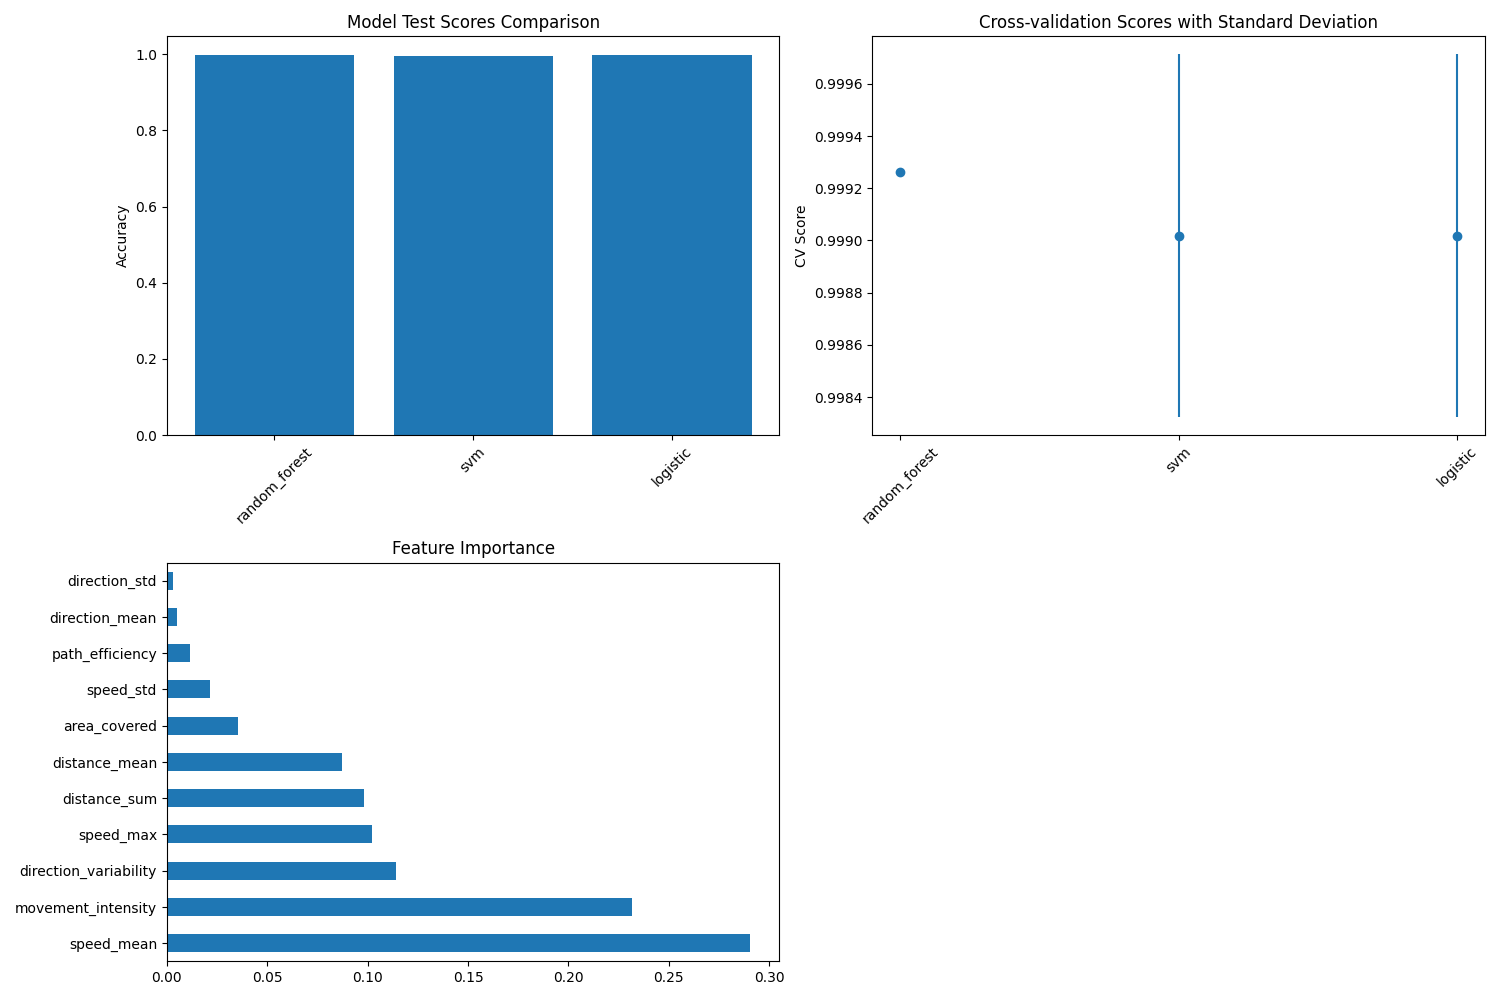 Model Test Scores Comparison
Accuracy
1.0
0.8
0.6
0.4
0.2
0.0
random_forest
svm
logistic
Cross-validation Scores with Standard Deviation
CV Score
0.9996
0.9994
0.9992
0.9990
0.9988
0.9986
0.9984
random_forest
svm
logistic
Feature Importance
direction_std
direction_mean
path_efficiency
speed_std
area_covered
distance_mean
distance_sum
speed_max
direction_variability
movement_intensity
speed_mean
0.00 0.05 0.10 0.15 0.20 0.25 0.30